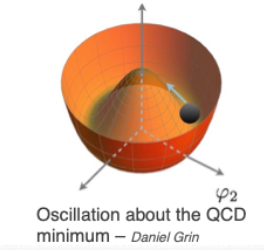 φ₂
Oscillation about the QCD
minimum – Daniel Grin